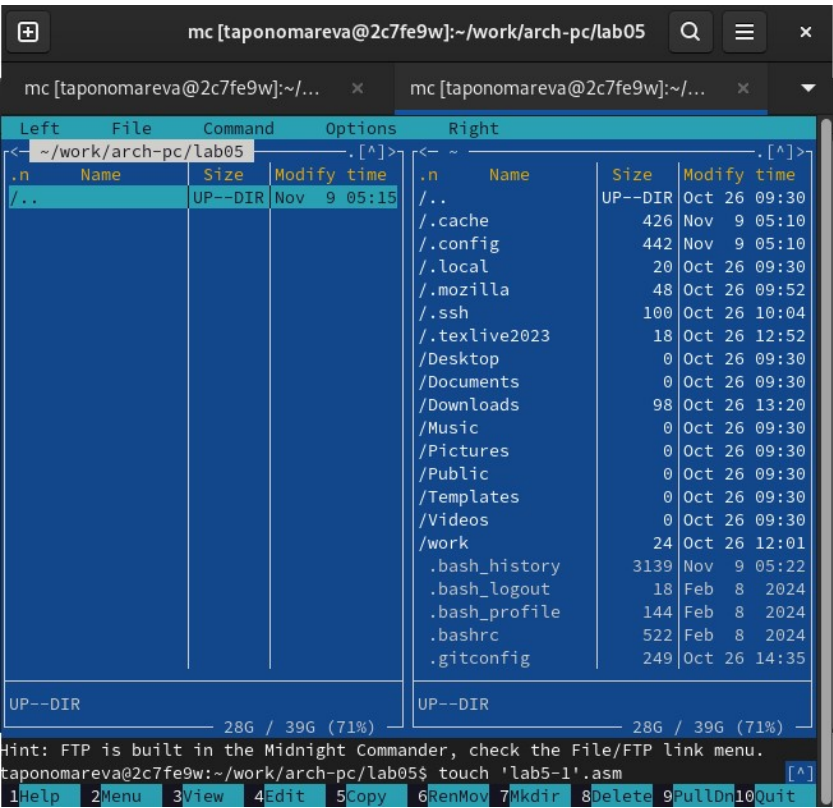 mc [taponomareva@2c7fe9w]:~/work/arch-pc/lab05
mc [taponomareva@2c7fe9w]:~/... mc [taponomareva@2c7fe9w]:~/...
Left File Command Options Right
<— ~/work/arch-pc/lab05 .[^]> <— ~ .[^]>
.n Name Size Modify time .n Name Size Modify time
/.. UP--DIR Nov 9 05:15 /.. UP--DIR Oct 26 09:30
/.cache 426 Nov 9 05:10
/.config 442 Nov 9 05:10
/.local 20 Oct 26 09:30
/.mozilla 48 Oct 26 09:52
/.ssh 100 Oct 26 10:04
/.texlive2023 18 Oct 26 12:52
/Desktop 0 Oct 26 09:30
/Documents 0 Oct 26 09:30
/Downloads 98 Oct 26 13:20
/Music 0 Oct 26 09:30
/Pictures 0 Oct 26 09:30
/Public 0 Oct 26 09:30
/Templates 0 Oct 26 09:30
/Videos 0 Oct 26 09:30
/work 24 Oct 26 12:01
.bash_history 3139 Nov 9 05:22
.bash_logout 18 Feb 8 2024
.bash_profile 144 Feb 8 2024
.bashrc 522 Feb 8 2024
.gitconfig 249 Oct 26 14:35
UP--DIR UP--DIR
28G / 39G (71%) 28G / 39G (71%)
Hint: FTP is built in the Midnight Commander, check the File/FTP link menu.
taponomareva@2c7fe9w:~/work/arch-pc/lab05$ touch 'lab5-1'.asm [^]
1Help 2Menu 3View 4Edit 5Copy 6RenMov 7Mkdir 8Delete 9PullDn 10Quit